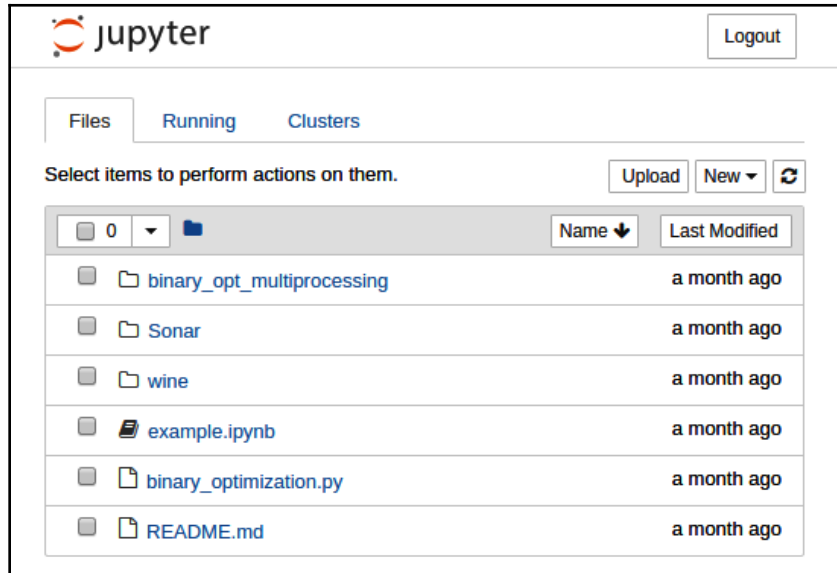 jupyter
Logout
Files Running Clusters
Select items to perform actions on them. Upload New
0 Name Last Modified
binary_opt_multiprocessing a month ago
Sonar a month ago
wine a month ago
example.ipynb a month ago
binary_optimization.py a month ago
README.md a month ago